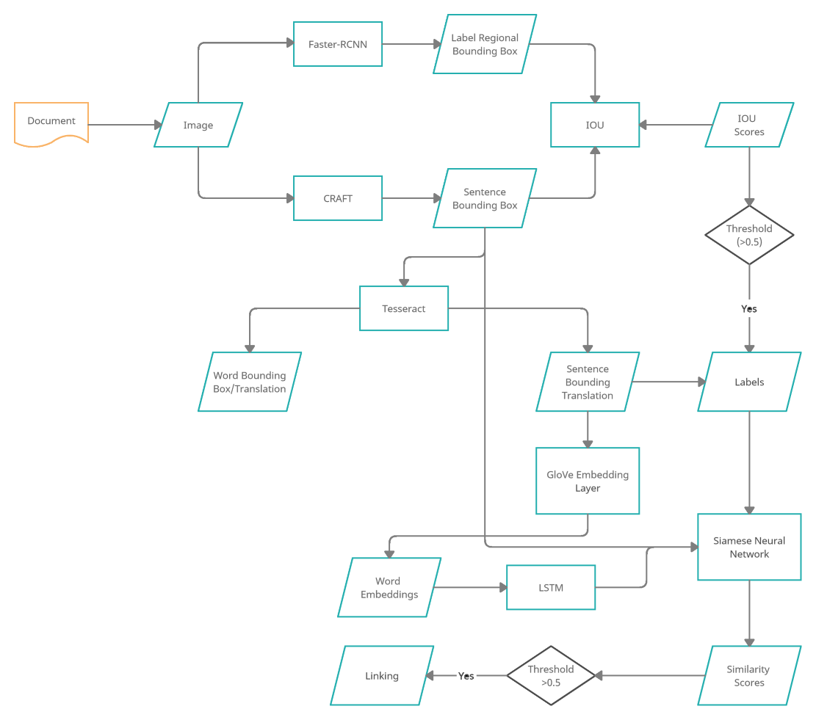 Faster-RCNN
Label Regional
Bounding Box
Document
Image
IOU
IOU
Scores
CRAFT
Sentence
Bounding Box
Threshold
(>0.5)
Tesseract
Yes
Word Bounding
Box/Translation
Sentence
Bounding
Translation
Labels
GloVe Embedding
Layer
Siamese Neural
Network
Word
Embeddings
LSTM
Linking
Yes
Threshold
>0.5
Similarity
Scores